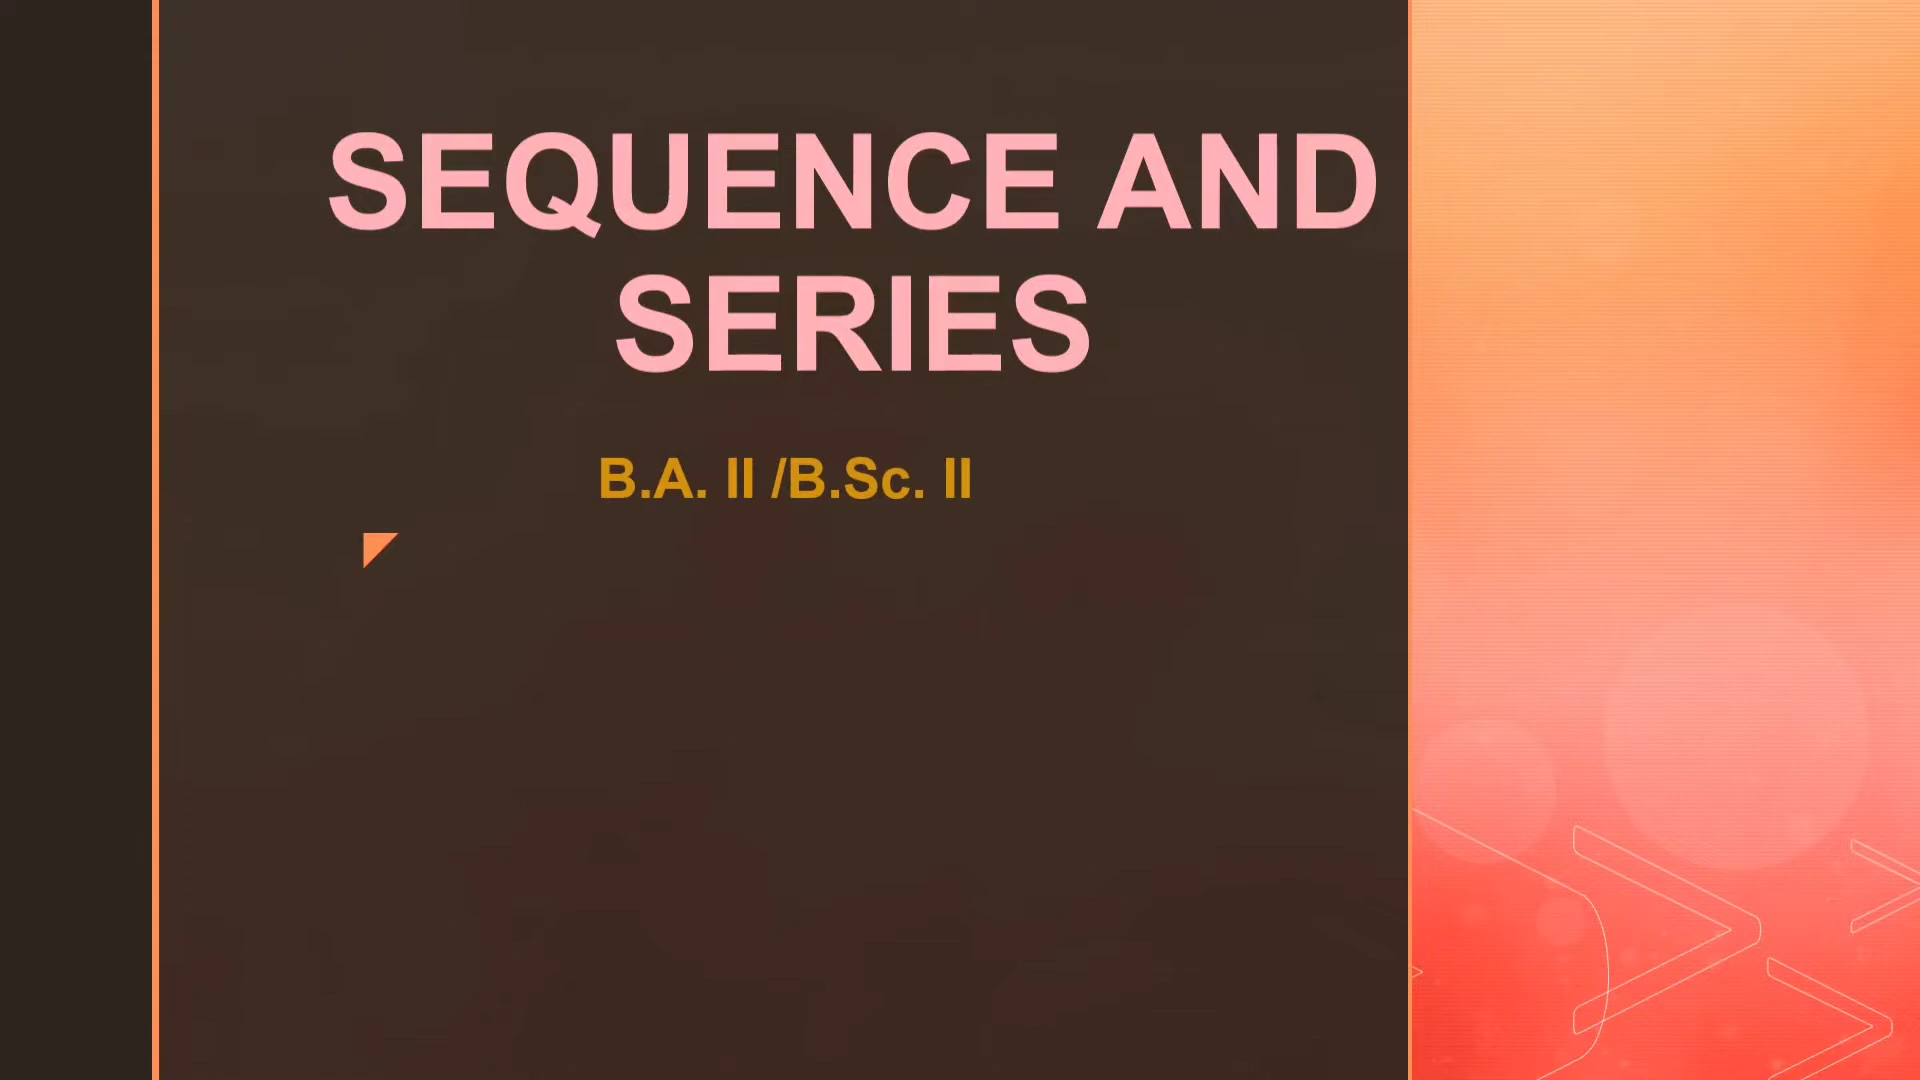 SEQUENCE AND
SERIES
B.A. II /B.Sc. II